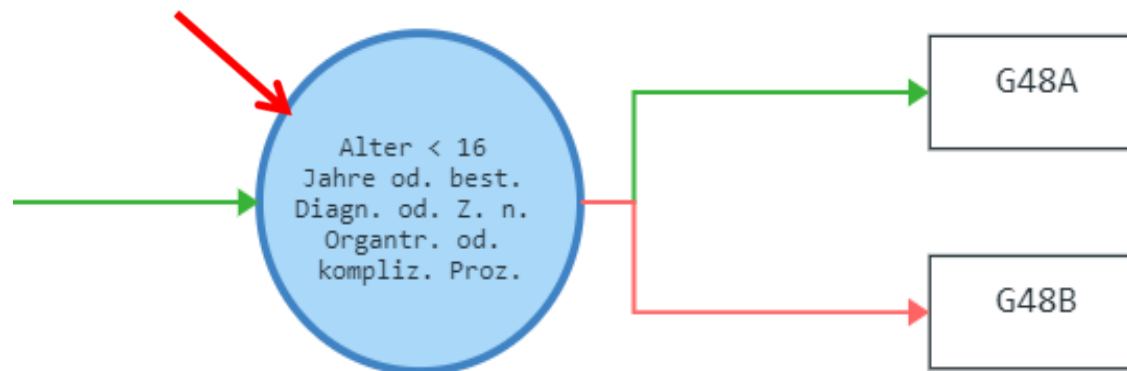 Alter < 16
Jahre od. best.
Diagn. od. Z. n.
Organtr. od.
kompliz. Proz.
G48A
G48B